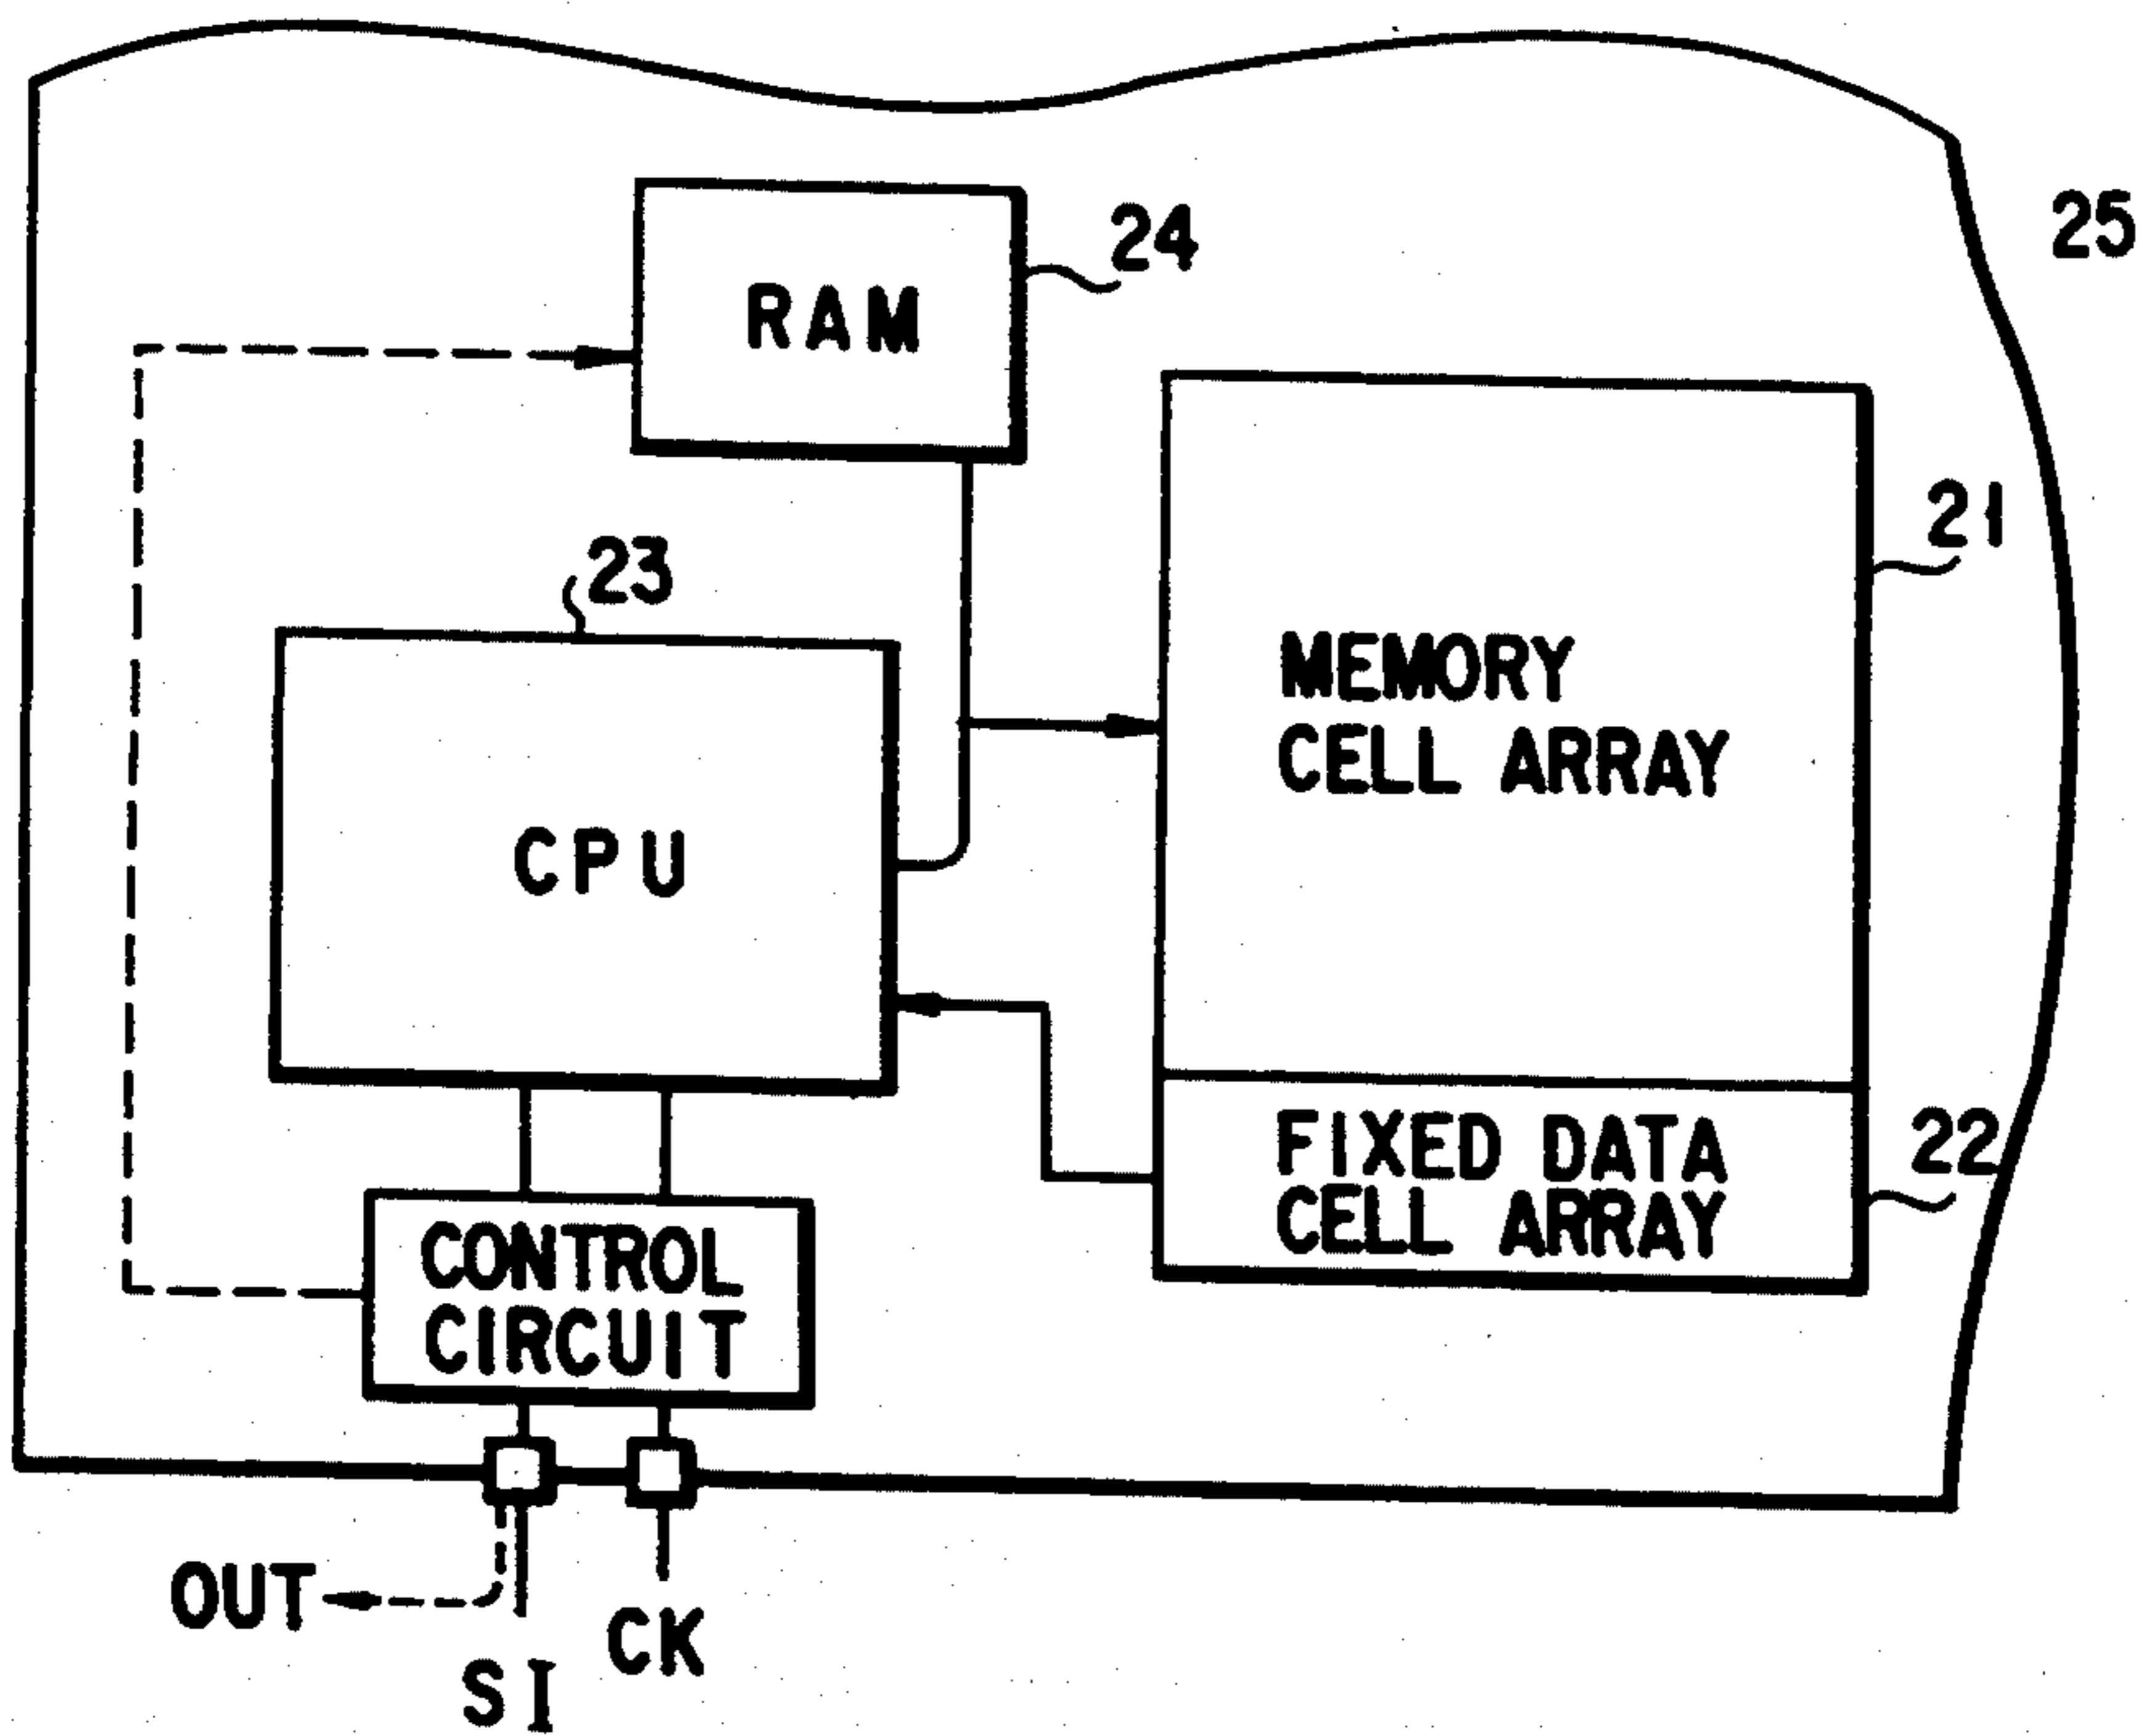 25
24
RAM
21
23
MEMORY
CELL ARRAY
CPU
22
FIXED DATA
CELL ARRAY
CONTROL
CIRCUIT
OUT
CK
SI